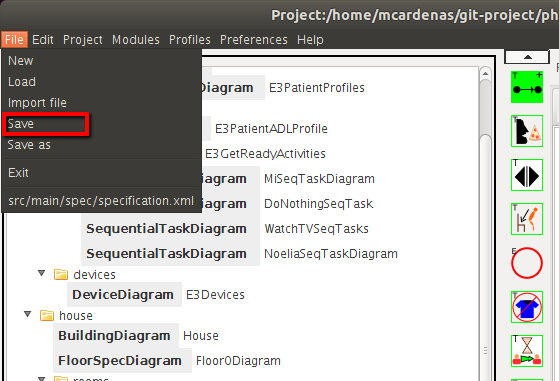 Project:/home/mcardenas/git-project/ph
File Edit Project Modules Profiles Preferences Help
New
Load
Import file
Save
Save as
Exit
src/main/spec/specification.xml
Diagram E3PatientProfiles
E3PatientADLProfile
E3GetReadyActivities
Diagram MiSeqTaskDiagram
Diagram DoNothingSeqTask
SequentialTaskDiagram WatchTVSeqTasks
SequentialTaskDiagram NoeliaSeqTaskDiagram
devices
DeviceDiagram E3Devices
house
BuildingDiagram House
FloorSpecDiagram Floor0Diagram
rooms
T
T
T
T
E
T
T